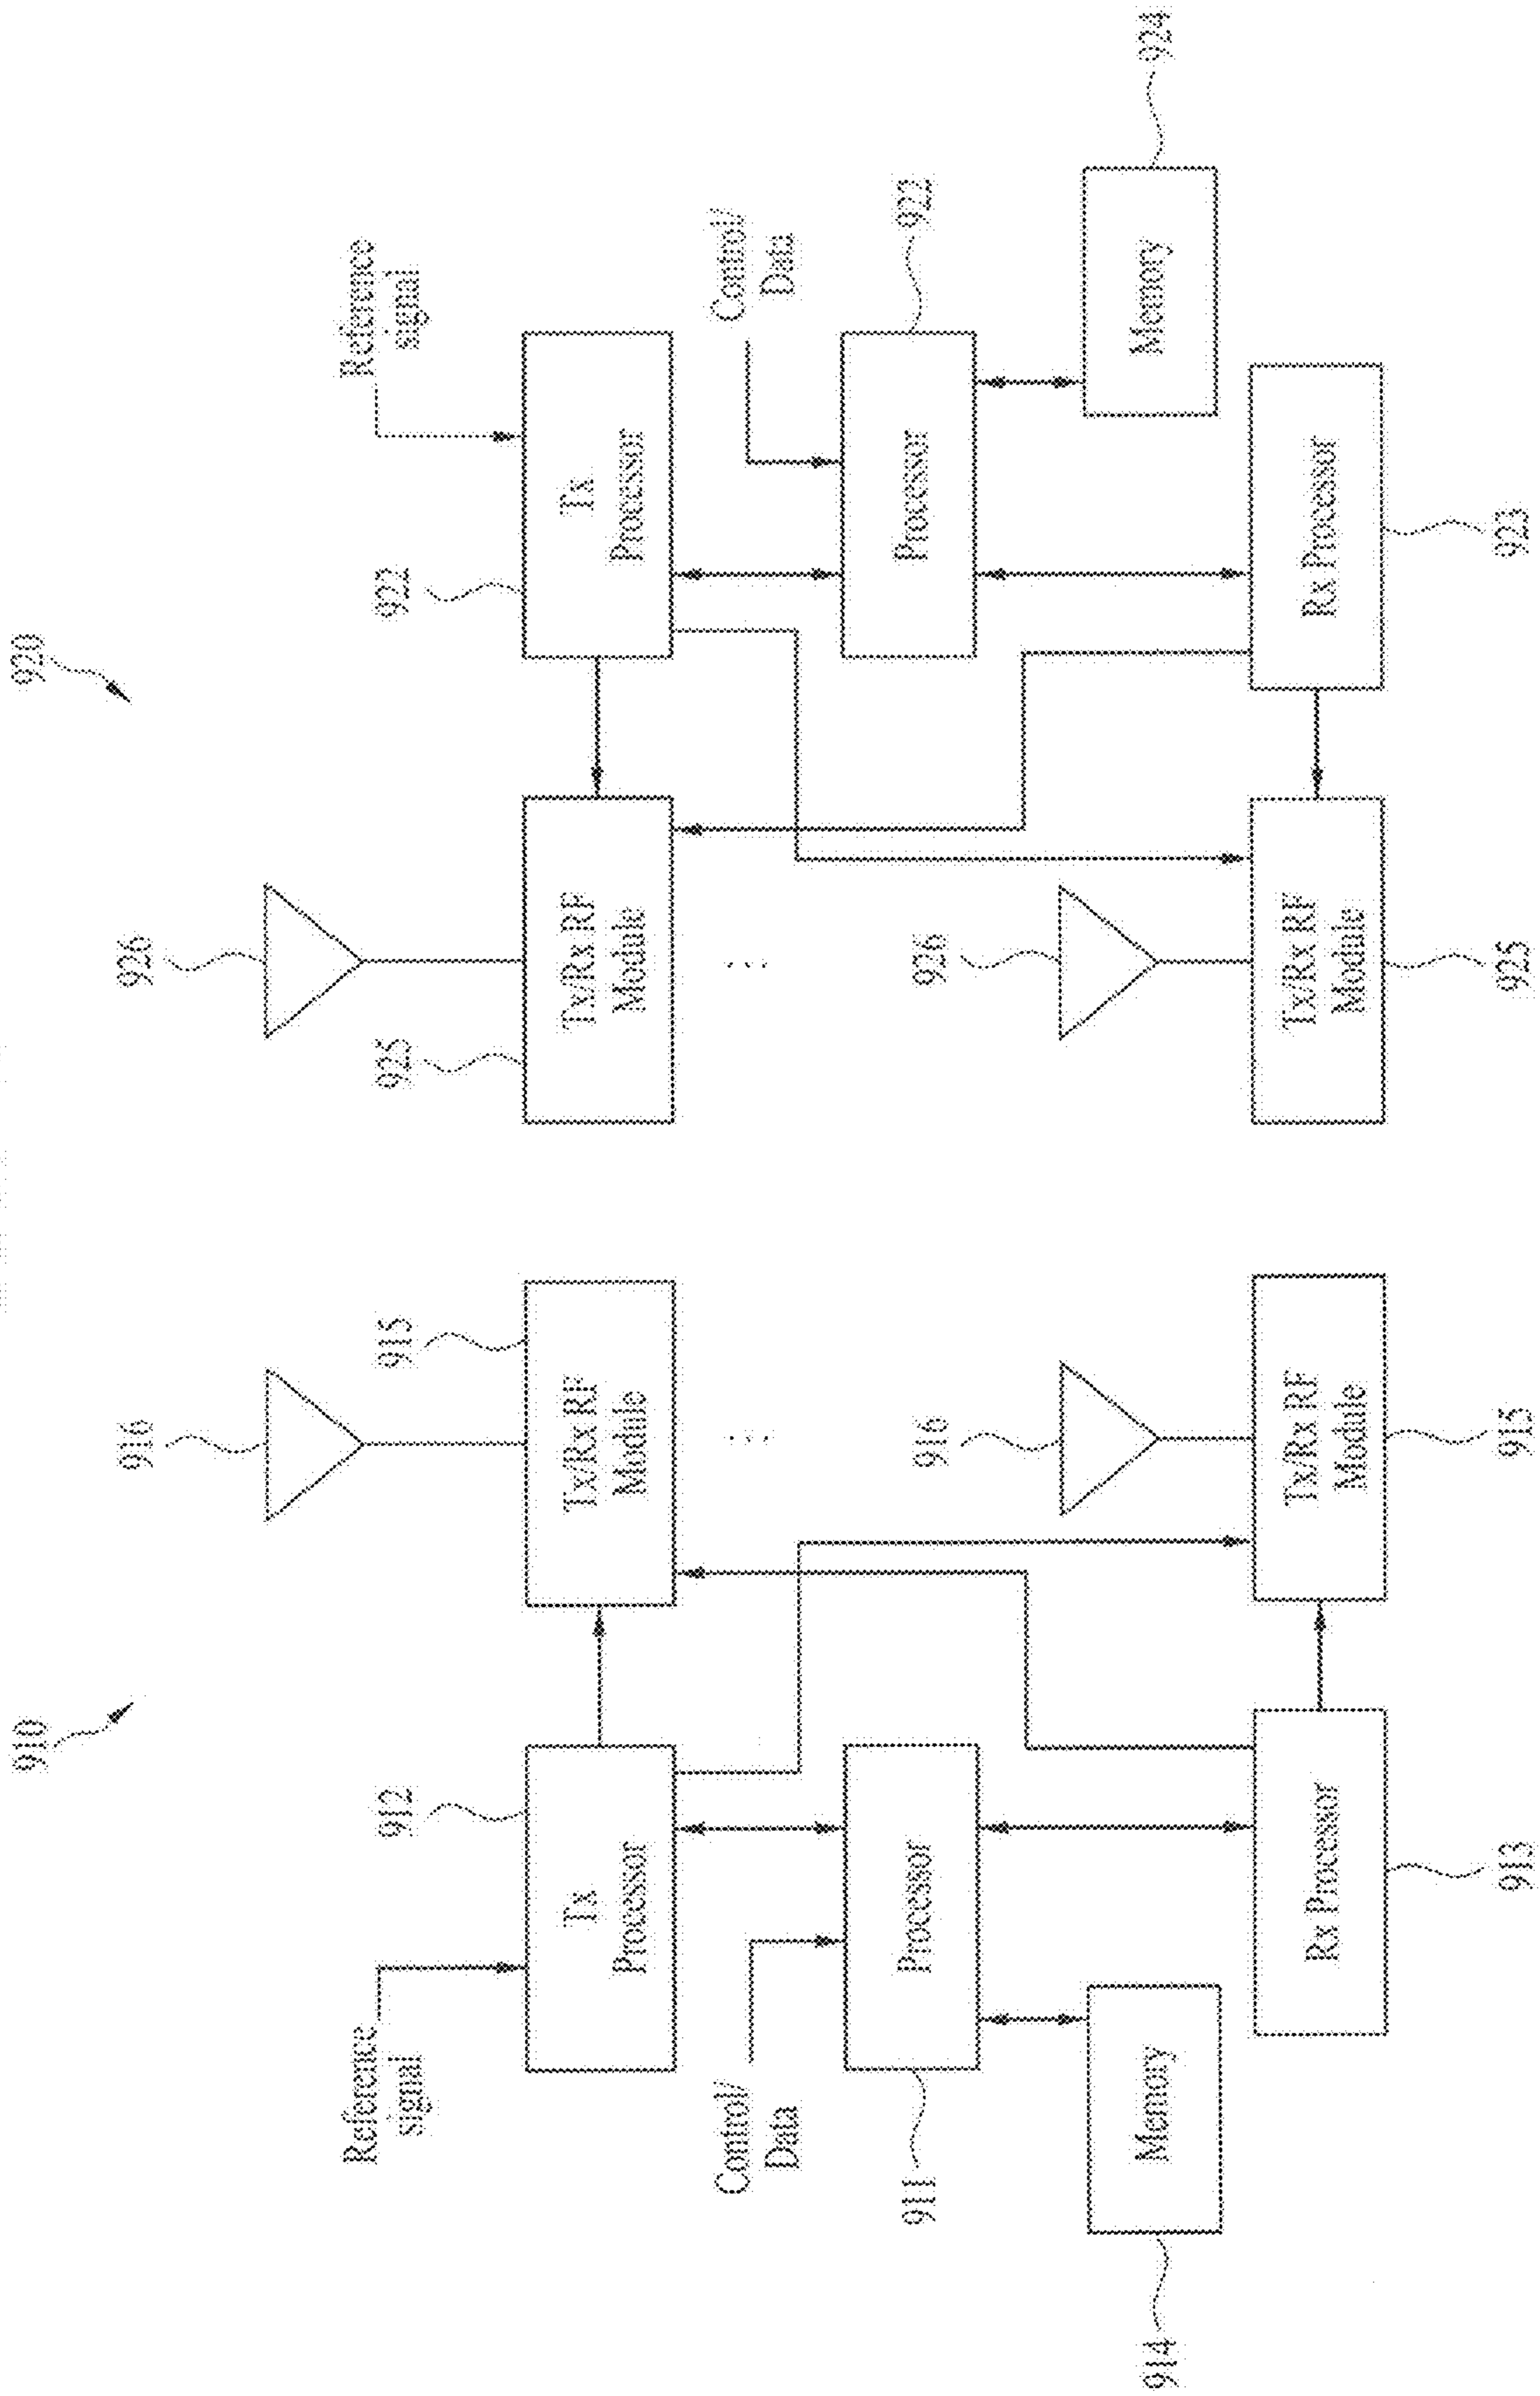 910
920
916
926
Reference
signal
912
915
925
922
Reference
signal
Tx
Processor
Tx/Rx RF
Module
Tx/Rx RF
Module
Tx
Processor
Control/
Data
...
...
Control/
Data
911
Processor
916
926
Processor
922
914
Memory
Memory
924
Rx Processor
Tx/Rx RF
Module
Tx/Rx RF
Module
Rx Processor
913
915
925
923